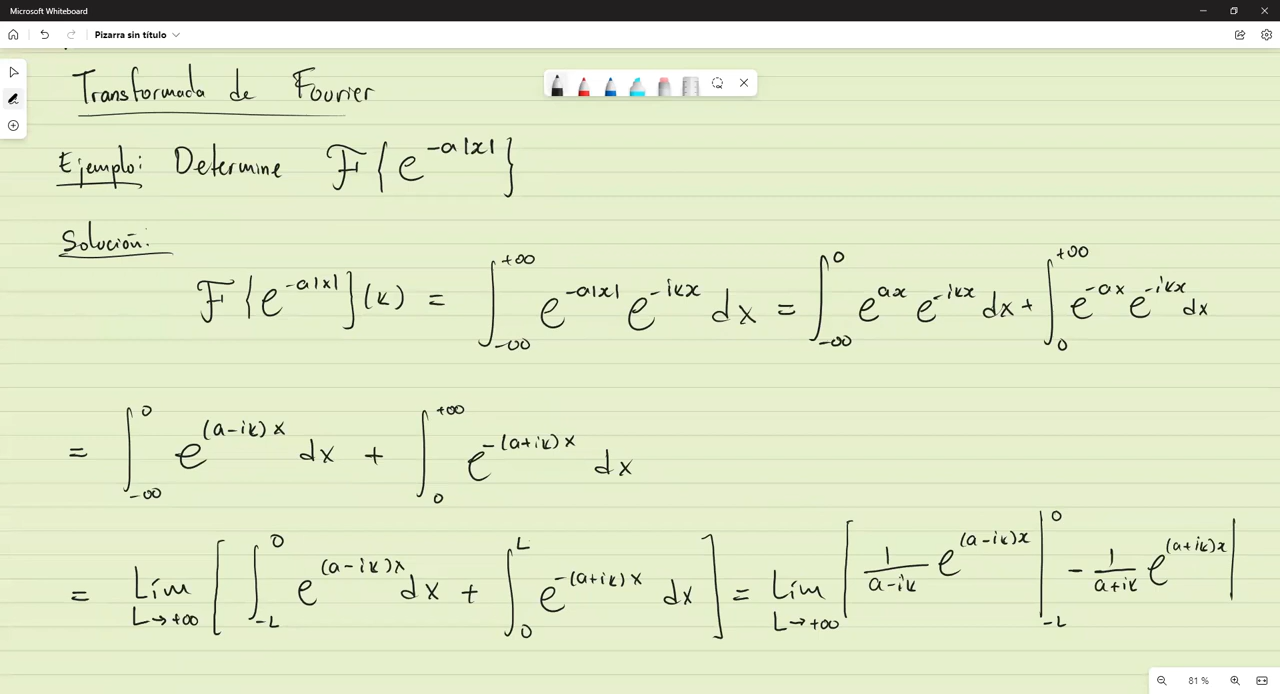 Microsoft Whiteboard
Pizarra sin título
Transformada de Fourier
Ejemplo: Determine ℱ{e^{-a|x|}}
Solución:
ℱ{e^{-a|x|}}(k) = ∫_{-∞}^{+∞} e^{-a|x|} e^{-ikx} dx = ∫_{-∞}^{0} e^{ax} e^{-ikx} dx + ∫_{0}^{+∞} e^{-ax} e^{-ikx} dx
= ∫_{-∞}^{0} e^{(a-ik)x} dx + ∫_{0}^{+∞} e^{-(a+ik)x} dx
= Lím_{L→+∞} [ ∫_{-L}^{0} e^{(a-ik)x} dx + ∫_{0}^{L} e^{-(a+ik)x} dx ] = Lím_{L→+∞} [ 1/(a-ik) e^{(a-ik)x} |_{-L}^{0} - 1/(a+ik) e^{(a+ik)x} |
81 %